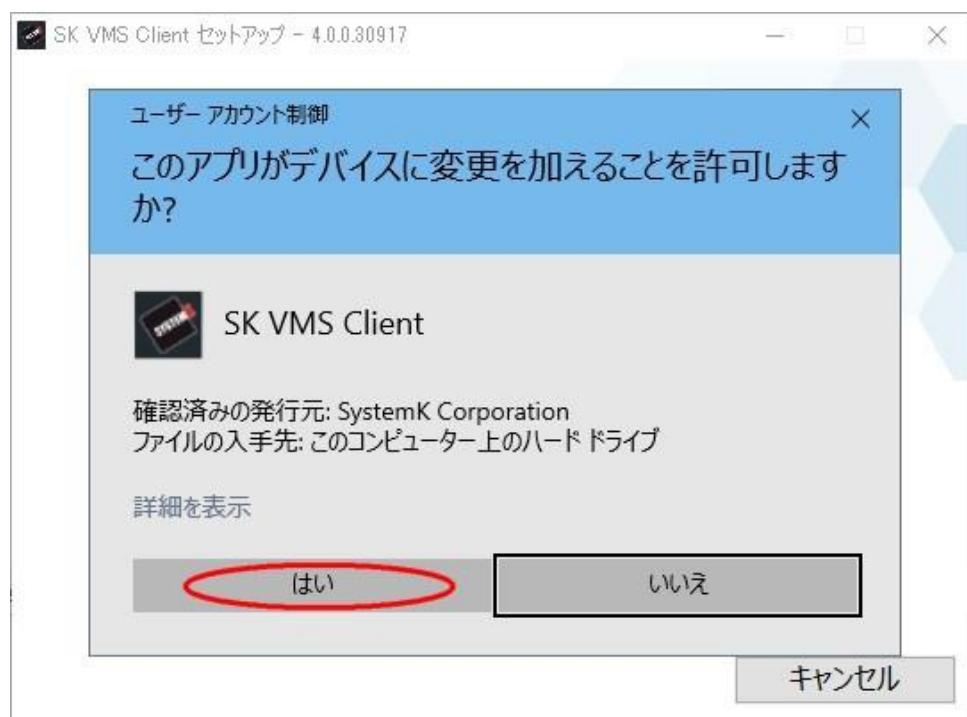 SK VMS Client セットアップ - 4.0.0.30917
ユーザー アカウント制御
このアプリがデバイスに変更を加えることを許可します
か?
SYSTEM K
SK VMS Client
確認済みの発行元: SystemK Corporation
ファイルの入手先: このコンピューター上のハード ドライブ
詳細を表示
はい
いいえ
キャンセル